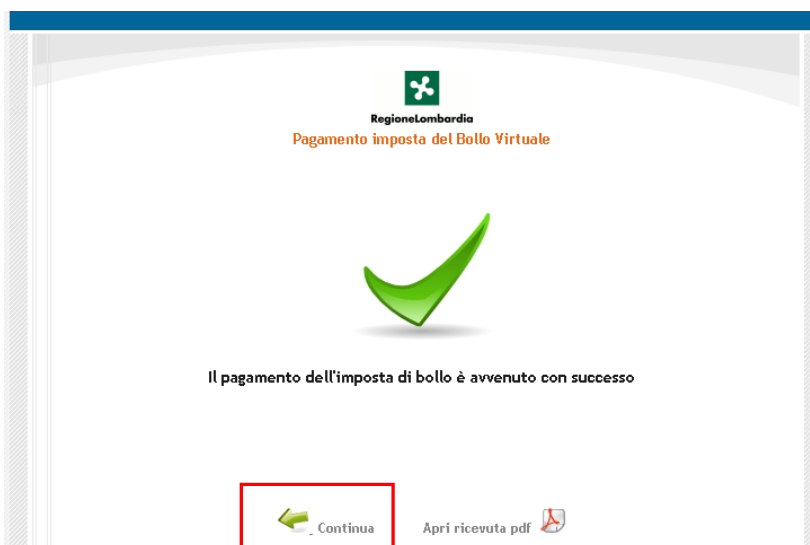 RegioneLombardia
Pagamento imposta del Bollo Virtuale
Il pagamento dell'imposta di bollo è avvenuto con successo
Continua Apri ricevuta pdf